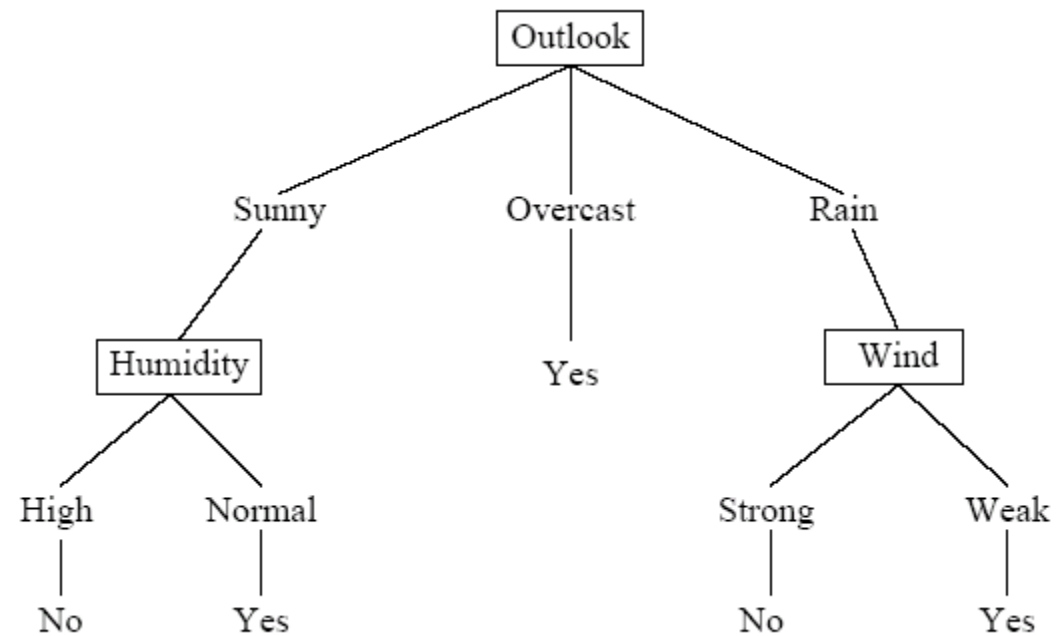 Outlook
Sunny Overcast Rain
Humidity Yes Wind
High Normal Strong Weak
No Yes No Yes